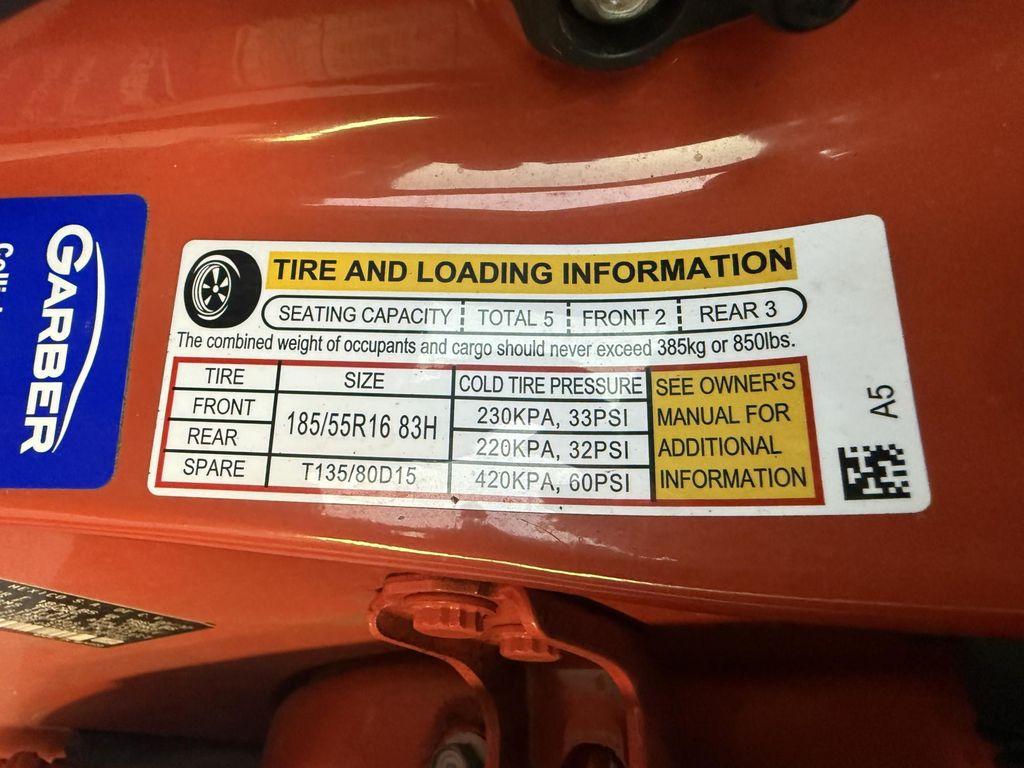 TIRE AND LOADING INFORMATION
SEATING CAPACITY TOTAL 5 FRONT 2 REAR 3
The combined weight of occupants and cargo should never exceed 385kg or 850lbs.
TIRE SIZE COLD TIRE PRESSURE
FRONT 185/55R16 83H 230KPA, 33PSI
REAR 220KPA, 32PSI
SPARE T135/80D15 420KPA, 60PSI
SEE OWNER'S
MANUAL FOR
ADDITIONAL
INFORMATION
A5
GARBER